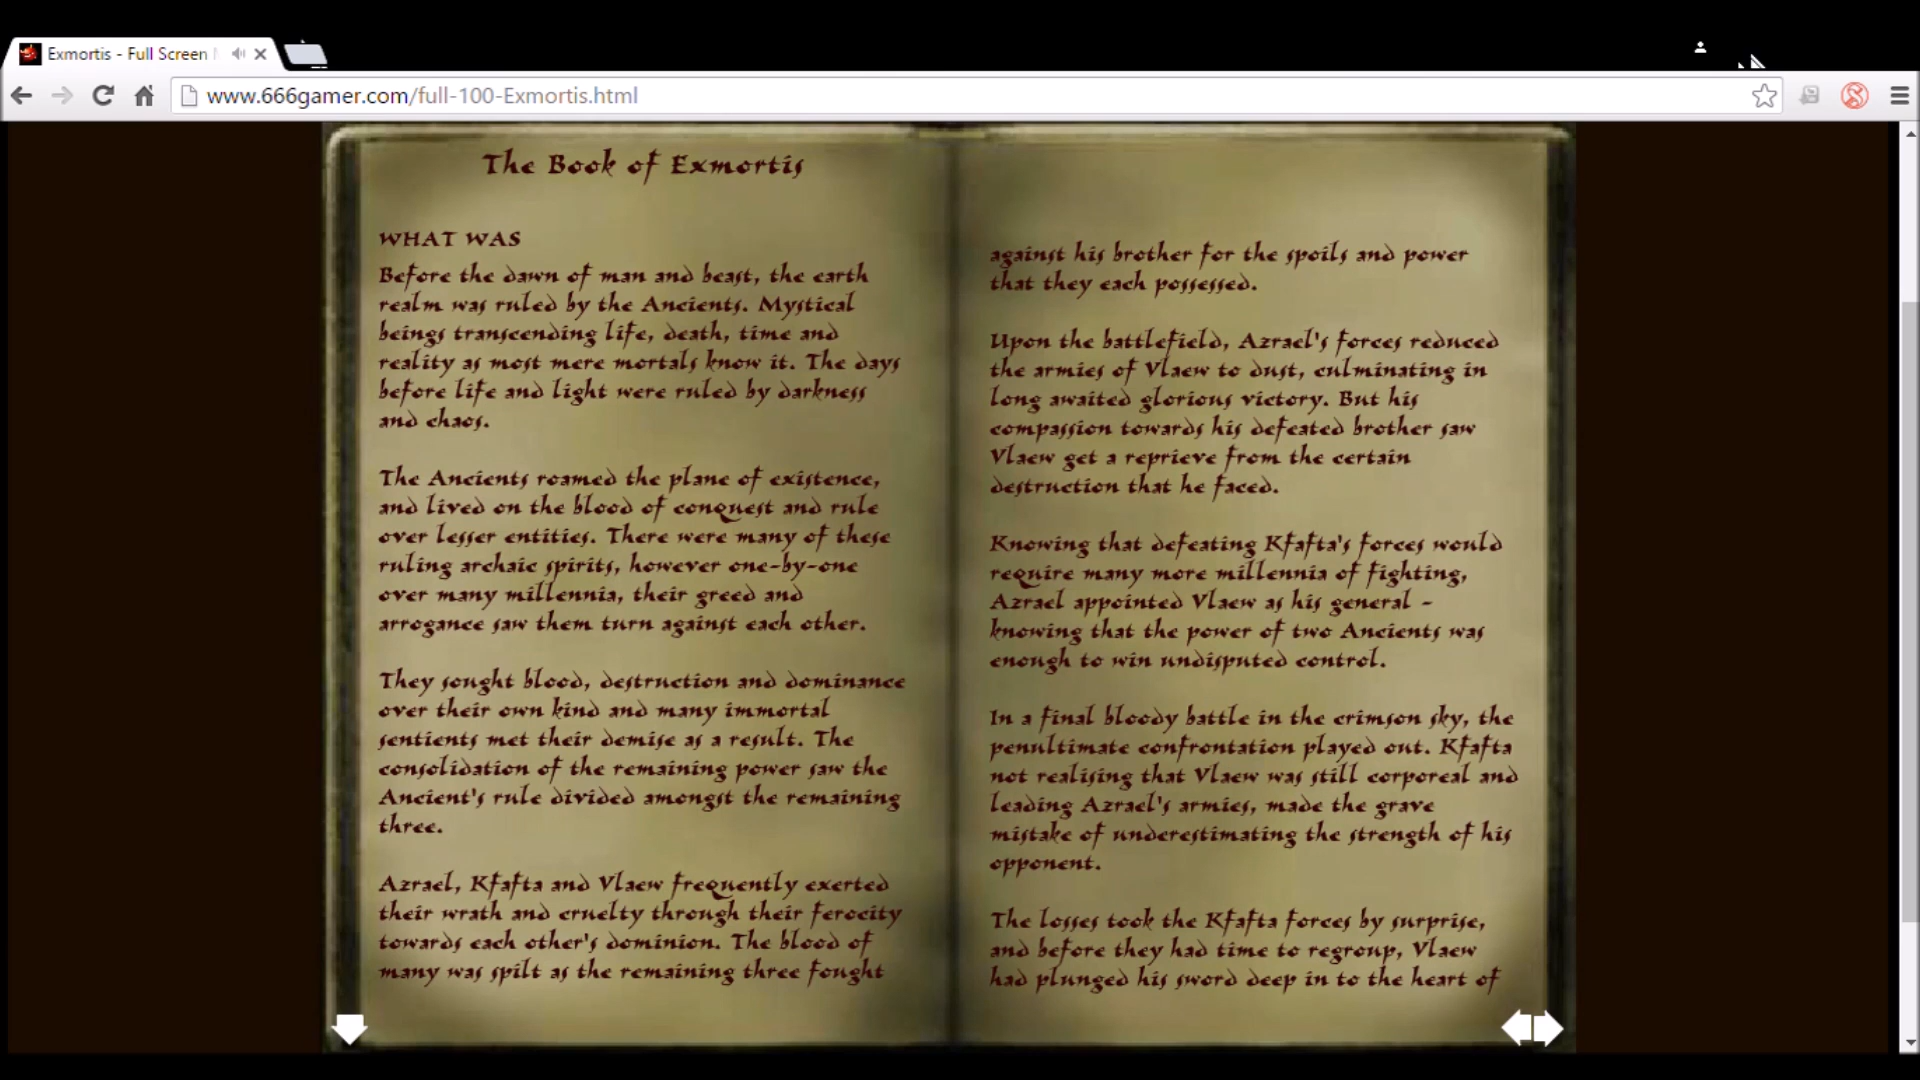 Exmortis - Full Screen
www.666gamer.com/full-100-Exmortis.html
The Book of Exmortis
WHAT WAS
Before the dawn of man and beast, the earth
realm was ruled by the Ancients. Mystical
beings transcending life, death, time and
reality as most mere mortals know it. The days
before life and light were ruled by darkness
and chaos.
The Ancients roamed the plane of existence,
and lived on the blood of conquest and rule
over lesser entities. There were many of these
ruling archaic spirits, however one-by-one
over many millennia, their greed and
arrogance saw them turn against each other.
They sought blood, destruction and dominance
over their own kind and many immortal
sentients met their demise as a result. The
consolidation of the remaining power saw the
Ancient's rule divided amongst the remaining
three.
Azrael, Kfafta and Vlaew frequently exerted
their wrath and cruelty through their ferocity
towards each other's dominion. The blood of
many was spilt as the remaining three fought
against his brother for the spoils and power
that they each possessed.
Upon the battlefield, Azrael's forces reduced
the armies of Vlaew to dust, culminating in
long awaited glorious victory. But his
compassion towards his defeated brother saw
Vlaew get a reprieve from the certain
destruction that he faced.
Knowing that defeating Kfafta's forces would
require many more millennia of fighting,
Azrael appointed Vlaew as his general -
knowing that the power of two Ancients was
enough to win undisputed control.
In a final bloody battle in the crimson sky, the
penultimate confrontation played out. Kfafta
not realising that Vlaew was still corporeal and
leading Azrael's armies, made the grave
mistake of underestimating the strength of his
opponent.
The losses took the Kfafta forces by surprise,
and before they had time to regroup, Vlaew
had plunged his sword deep in to the heart of